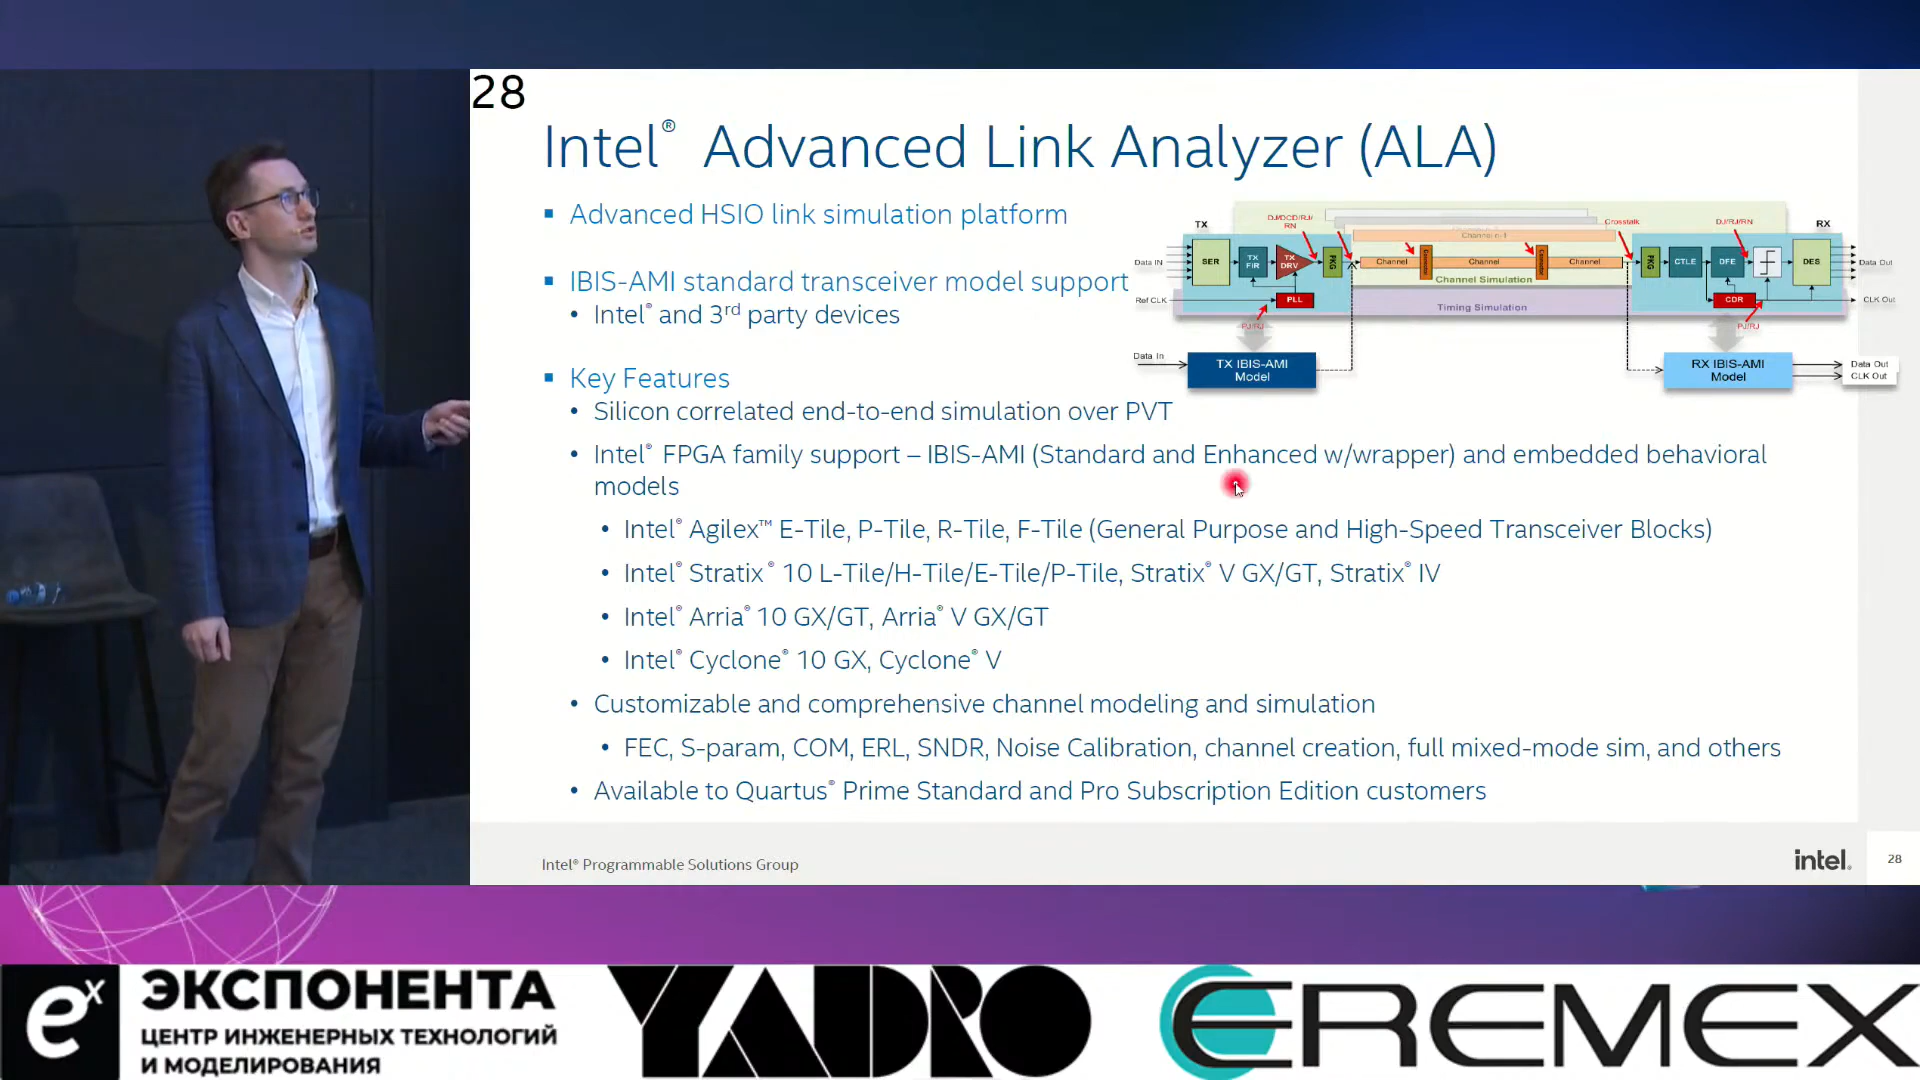 28
Intel® Advanced Link Analyzer (ALA)
▪ Advanced HSIO link simulation platform
▪ IBIS-AMI standard transceiver model support
• Intel® and 3rd party devices
▪ Key Features
• Silicon correlated end-to-end simulation over PVT
• Intel® FPGA family support – IBIS-AMI (Standard and Enhanced w/wrapper) and embedded behavioral
models
• Intel® Agilex™ E-Tile, P-Tile, R-Tile, F-Tile (General Purpose and High-Speed Transceiver Blocks)
• Intel® Stratix® 10 L-Tile/H-Tile/E-Tile/P-Tile, Stratix® V GX/GT, Stratix® IV
• Intel® Arria® 10 GX/GT, Arria® V GX/GT
• Intel® Cyclone® 10 GX, Cyclone® V
• Customizable and comprehensive channel modeling and simulation
• FEC, S-param, COM, ERL, SNDR, Noise Calibration, channel creation, full mixed-mode sim, and others
• Available to Quartus® Prime Standard and Pro Subscription Edition customers
TX
DJ/DCD/RJ/
RN
Crosstalk
DJ/RJ/RN
RX
Channel n-1
Data IN
SER
TX
FIR
TX
DRV
PKG
Channel
Channel
Channel
PKG
CTLE
DFE
DES
Data Out
Channel Simulation
Ref CLK
PLL
CDR
CLK Out
Timing Simulation
PJ/RJ
PJ/RJ
Data In
TX IBIS-AMI
Model
RX IBIS-AMI
Model
Data Out
CLK Out
Intel® Programmable Solutions Group
intel.
28
ex
ЭКСПОНЕНТА
ЦЕНТР ИНЖЕНЕРНЫХ ТЕХНОЛОГИЙ
И МОДЕЛИРОВАНИЯ
YADRO
EREMEX